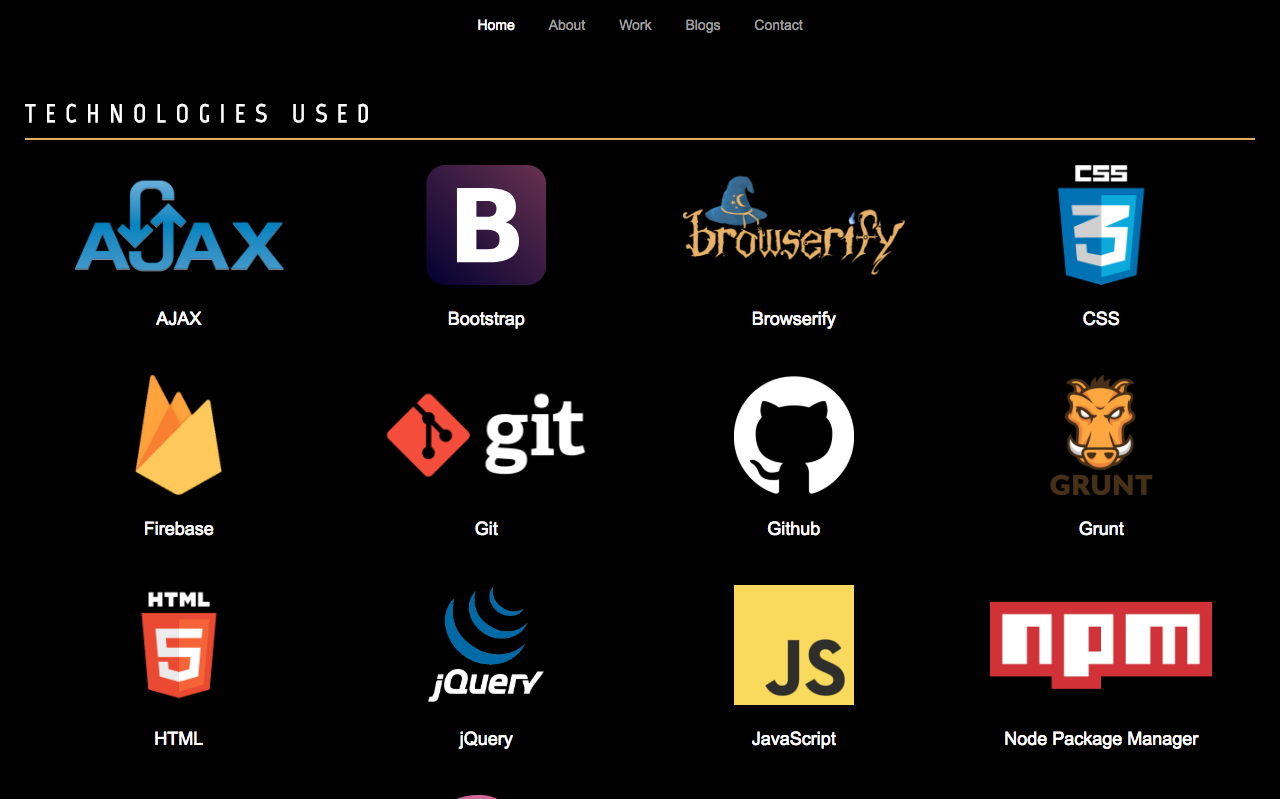 Home About Work Blogs Contact
TECHNOLOGIES USED
AJAX B browserify CSS 3
AJAX Bootstrap Browserify CSS
git GRUNT
Firebase Git Github Grunt
HTML 5 jQuery JS npm
HTML jQuery JavaScript Node Package Manager